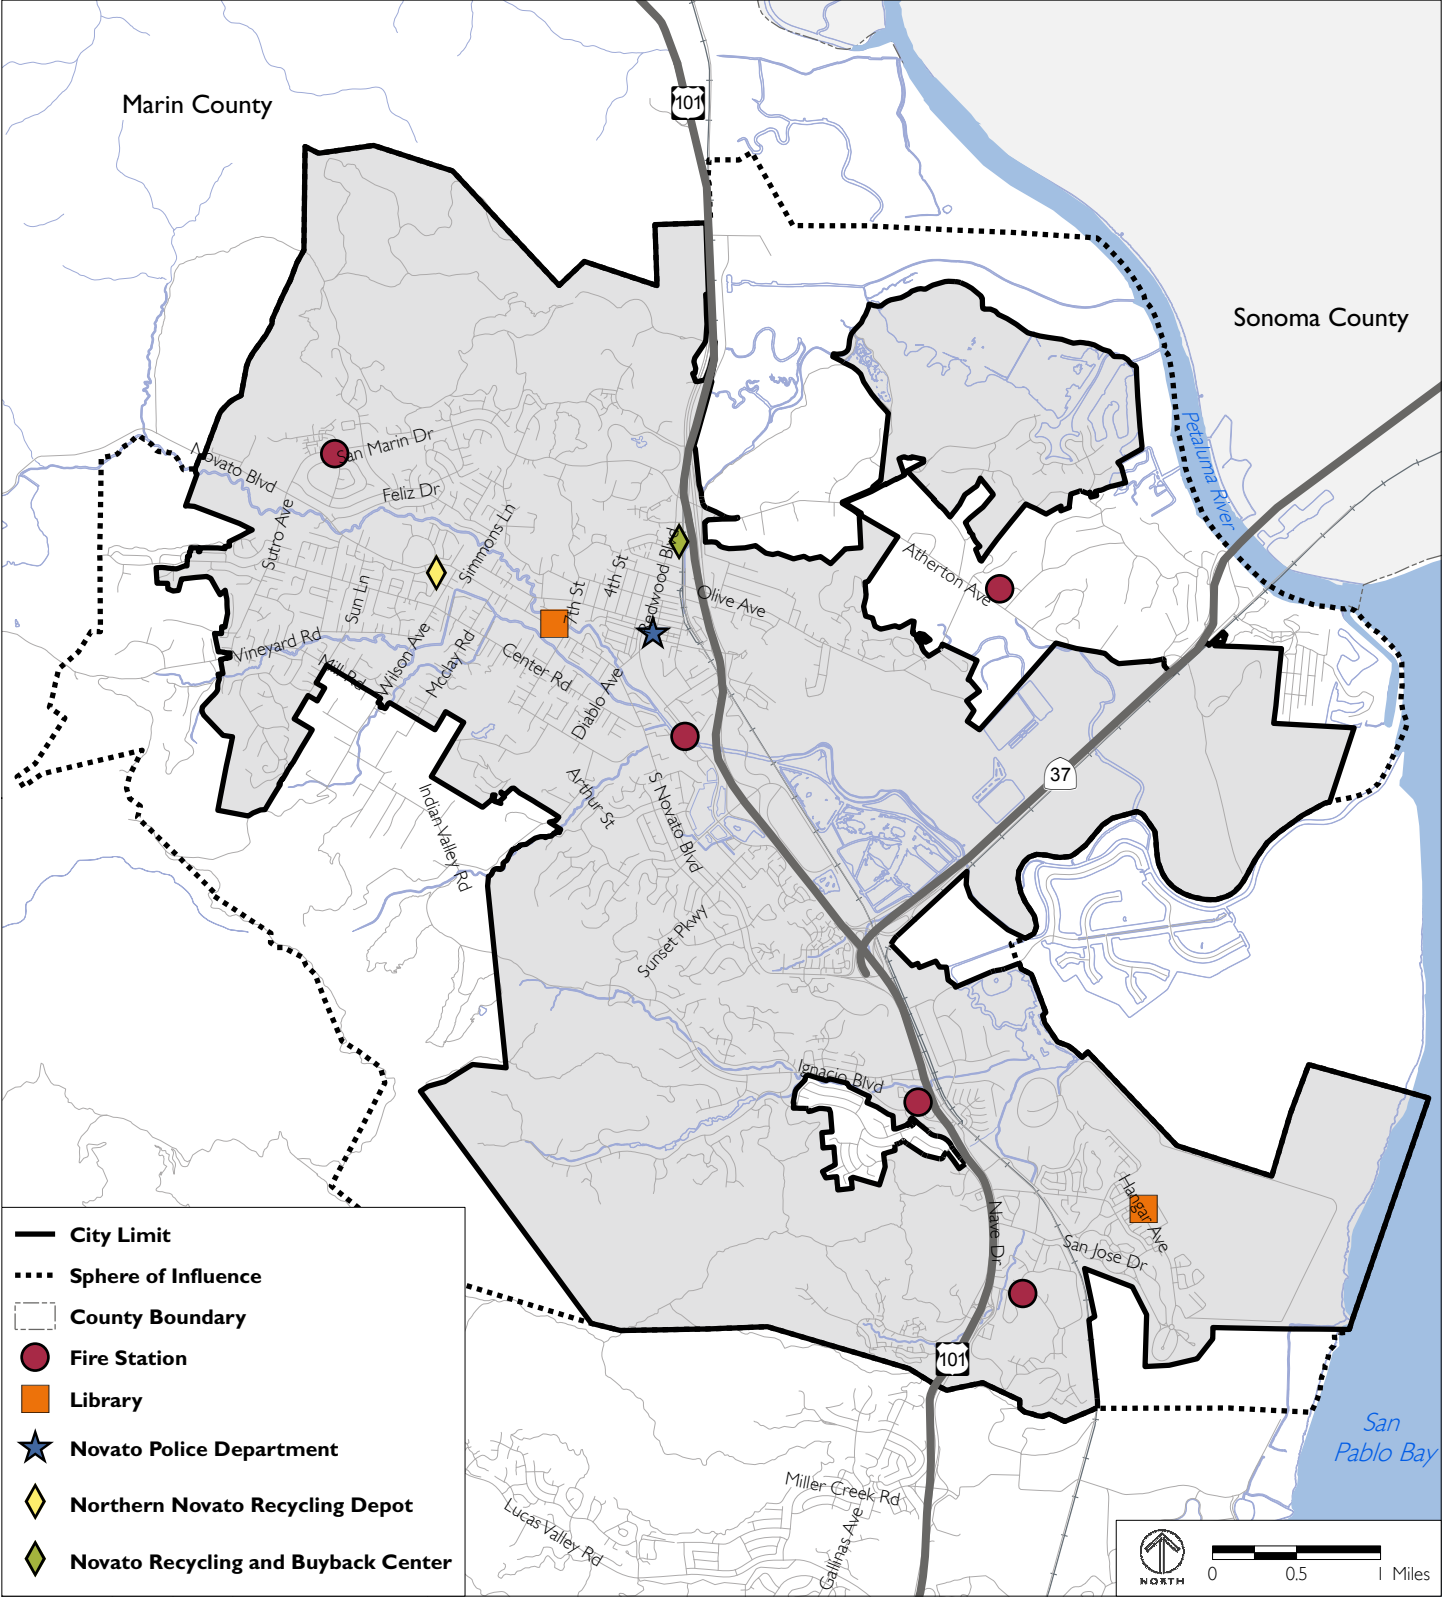 101
Marin County
Sonoma County
Petaluma River
San Marin Dr
Novato Blvd
Feliz Dr
Sutro Ave
Simmons Ln
Sun Ln
7th St
4th St
Redwood Blvd
Olive Ave
Atherton Ave
Vineyard Rd
Mill Rd
Wilson Ave
Mcclay Rd
Center Rd
Diablo Ave
37
Arthur St
S Novato Blvd
Indian Valley Rd
Sunset Pkwy
Ignacio Blvd
Hangar Ave
Nave Dr
San Jose Dr
101
San
Pablo Bay
Miller Creek Rd
Lucas Valley Rd
Gallinas Ave
City Limit
Sphere of Influence
County Boundary
Fire Station
Library
Novato Police Department
Northern Novato Recycling Depot
Novato Recycling and Buyback Center
NORTH
0 0.5 1 Miles